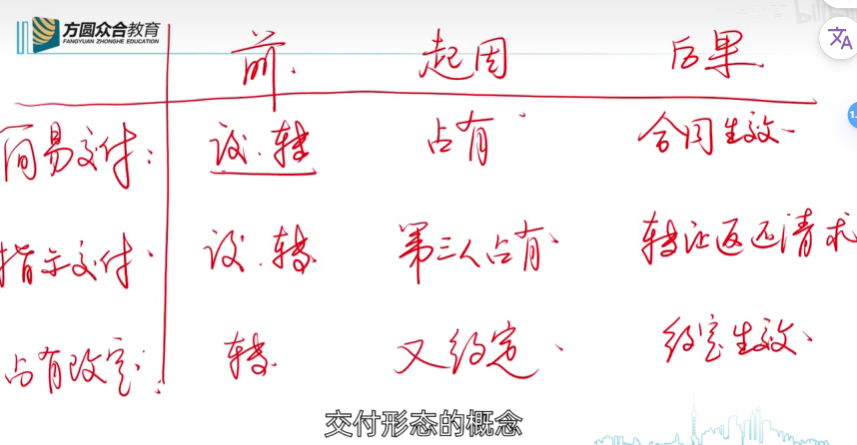 方圆众合教育
FANGYUAN ZHONGHE EDUCATION
前. 起因 后果
简易交付: 设.转 占有 合同生效
指示交付. 设.转 第三人占有 转让返还请求
占有改定: 转 又约定 约定生效
交付形态的概念